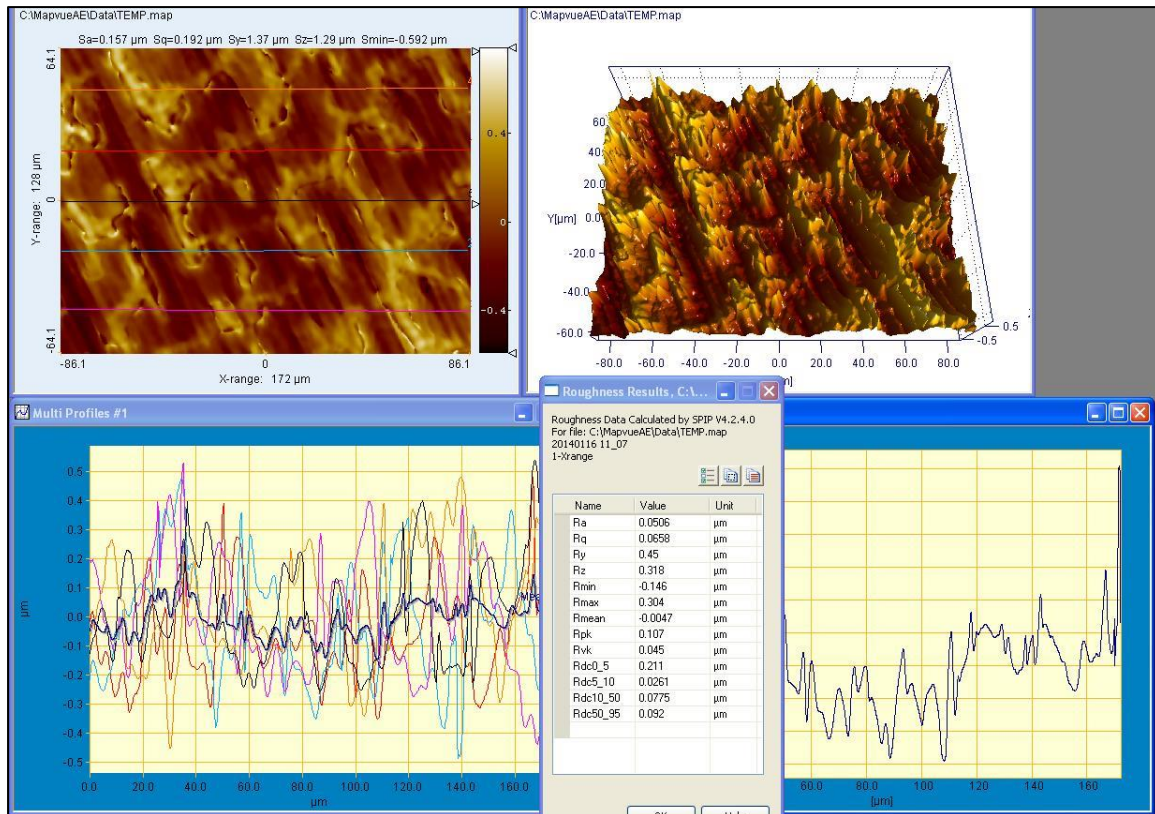 C:\MapvueAE\Data\TEMP.map
Sa=0.157 µm Sq=0.192 µm Sy=1.37 µm Sz=1.29 µm Smin=-0.592 µm
64.1
0.4
Y-range: 128 µm
0
0
-0.4
-64.1
-86.1
0
86.1
X-range: 172 µm
C:\MapvueAE\Data\TEMP.map
60
40.0
20.0
Y[µm]
0.0
-20.0
-40.0
-60.0
-80.0 -60.0 -40.0 -20.0 0.0 20.0 40.0 60.0 80.0
0.5
-0.5
Multi Profiles #1
0.5
0.4
0.3
0.2
0.1
0.0
-0.1
-0.2
-0.3
-0.4
-0.5
µm
0.0 20.0 40.0 60.0 80.0 100.0 120.0 140.0 160.0
µm
Roughness Results, C:\...
Roughness Data Calculated by SPIP V4.2.4.0
For file: C:\MapvueAE\Data\TEMP.map
20140116 11_07
1-Xrange
Name Value Unit
Ra 0.0506 µm
Rq 0.0658 µm
Ry 0.45 µm
Rz 0.318 µm
Rmin -0.146 µm
Rmax 0.304 µm
Rmean -0.0047 µm
Rpk 0.107 µm
Rvk 0.045 µm
Rdc0_5 0.211 µm
Rdc5_10 0.0261 µm
Rdc10_50 0.0775 µm
Rdc50_95 0.092 µm
60.0 80.0 100 120 140 160
[µm]